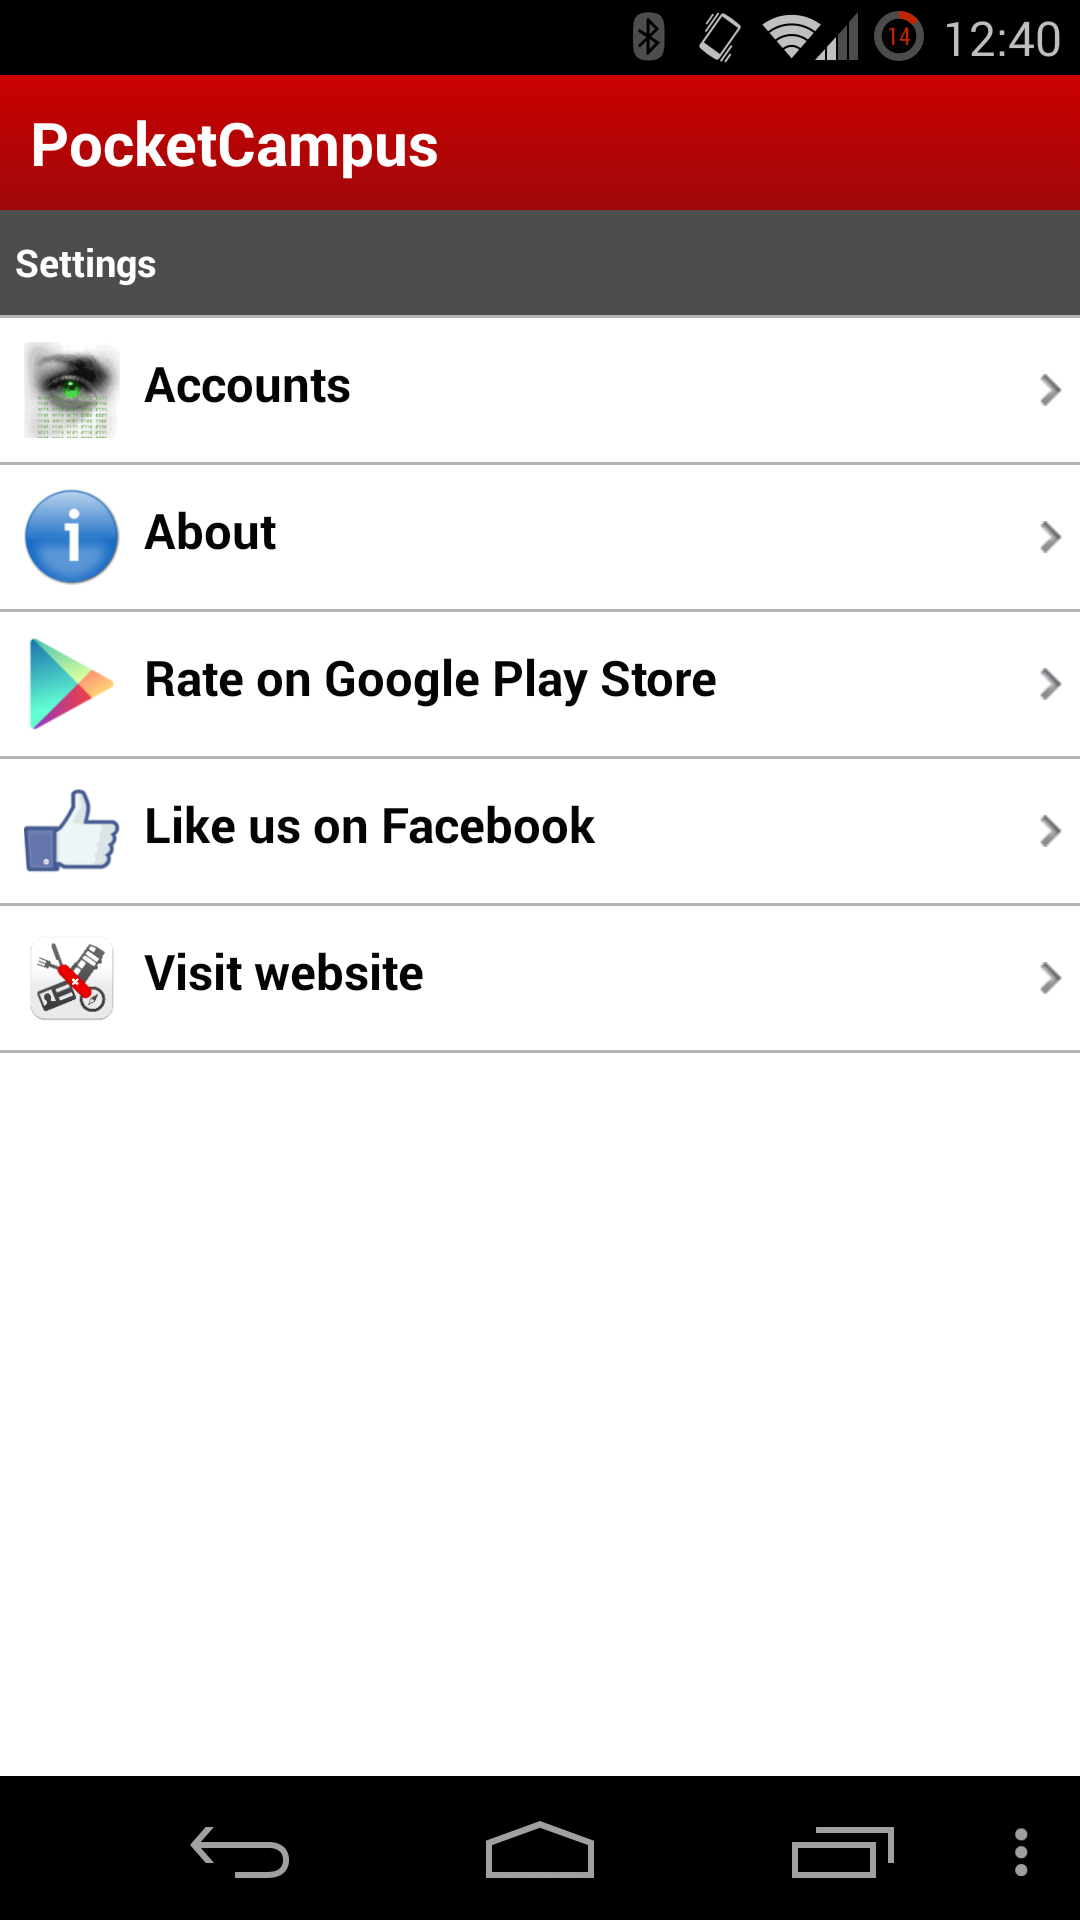 14 12:40
PocketCampus
Settings
Accounts
About
Rate on Google Play Store
Like us on Facebook
Visit website